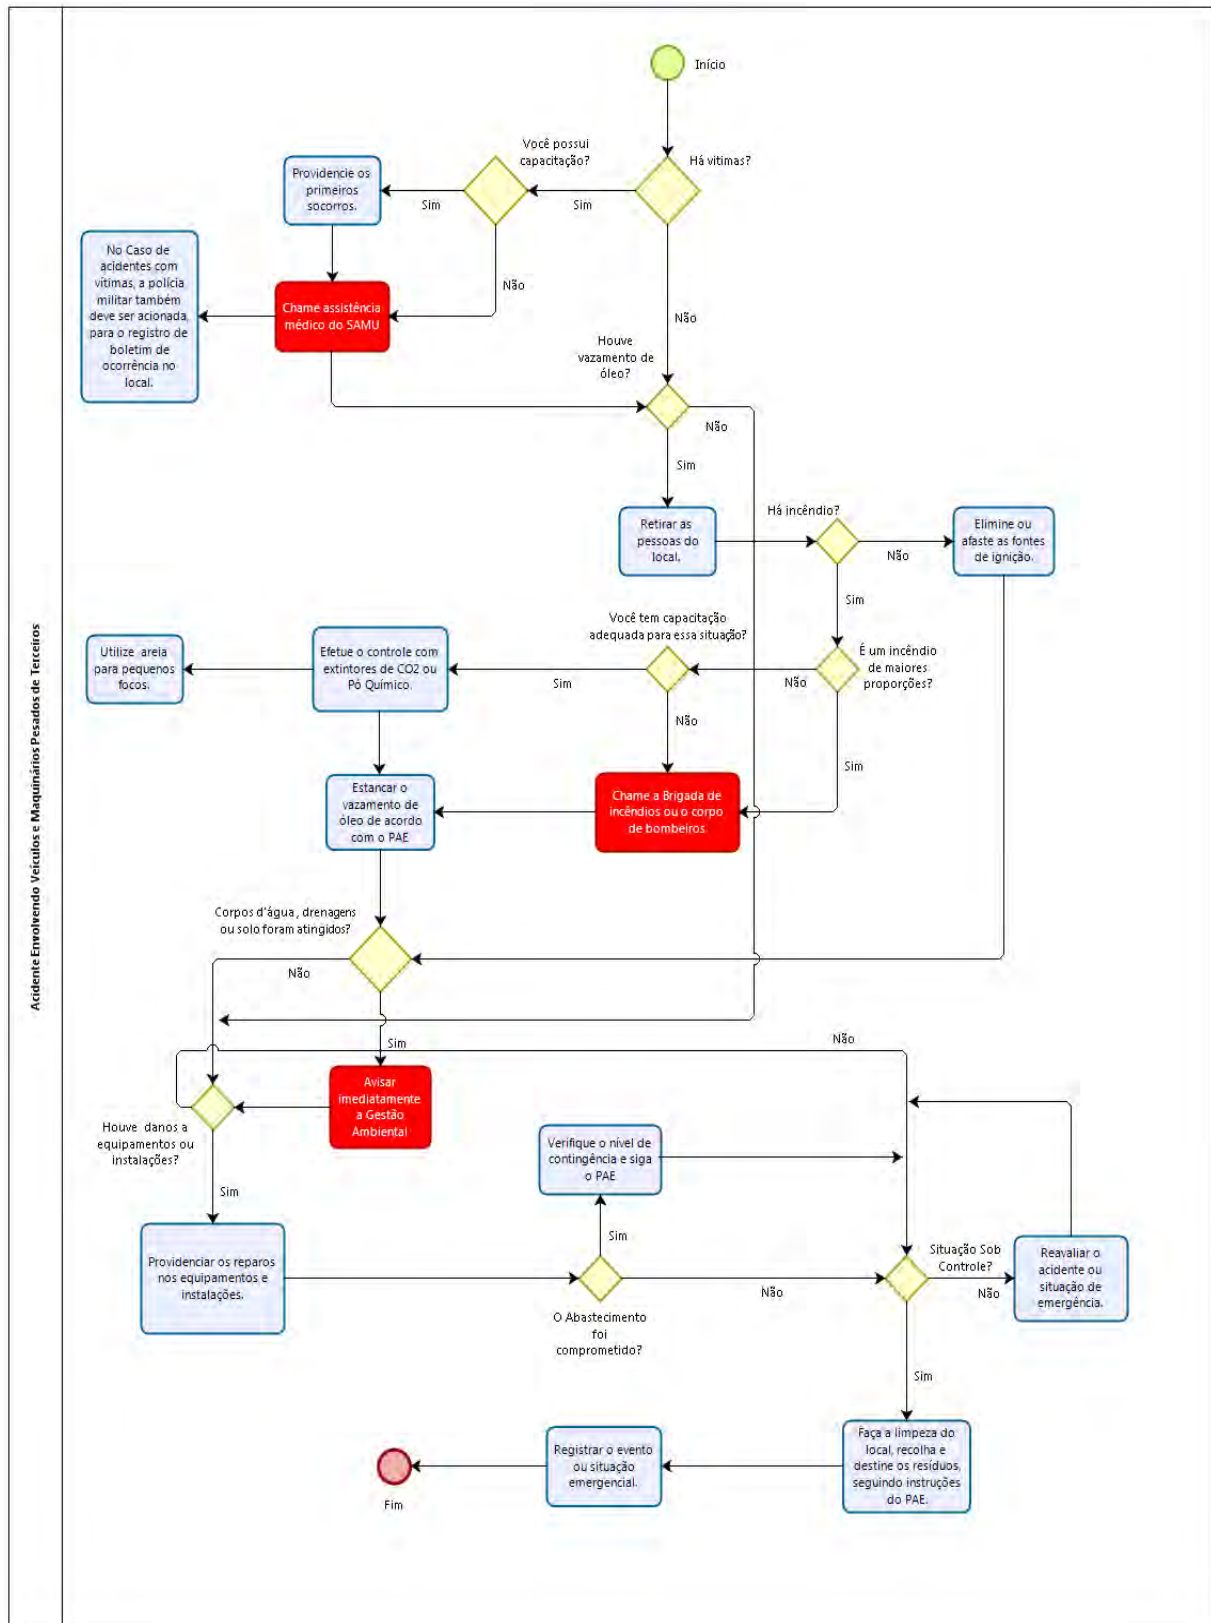 Acidente Envolvendo Veículos e Maquinários Pesados de Terceiros
Início
Há vitimas?
Você possui
capacitação?
Sim
Sim
Providencie os
primeiros
socorros.
Não
Não
No Caso de
acidentes com
vítimas, a polícia
militar também
deve ser acionada,
para o registro de
boletim de
ocorrência no
local.
Chame assistência
médico do SAMU
Houve
vazamento de
óleo?
Não
Sim
Retirar as
pessoas do
local.
Há incêndio?
Não
Elimine ou
afaste as fontes
de ignição.
Sim
Você tem capacitação
adequada para essa situação?
É um incêndio
de maiores
proporções?
Não
Sim
Efetue o controle com
extintores de CO2 ou
Pó Químico.
Utilize areia
para pequenos
focos.
Não
Sim
Chame a Brigada de
incêndios ou o corpo
de bombeiros.
Estancar o
vazamento de
óleo de acordo
com o PAE
Corpos d'água, drenagens
ou solo foram atingidos?
Não
Sim
Não
Avisar
imediatamente
a Gestão
Ambiental
Houve danos a
equipamentos ou
instalações?
Sim
Verifique o nível de
contingência e siga
o PAE
Sim
Providenciar os reparos
nos equipamentos e
instalações.
O Abastecimento
foi
comprometido?
Não
Situação Sob
Controle?
Não
Reavaliar o
acidente ou
situação de
emergência.
Sim
Faça a limpeza do
local, recolha e
destine os resíduos,
seguindo instruções
do PAE.
Registrar o evento
ou situação
emergencial.
Fim